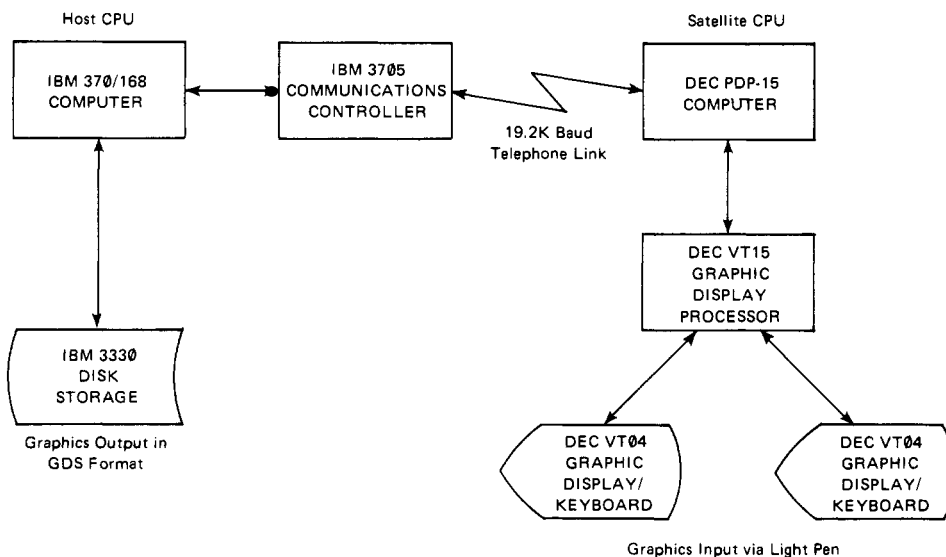 Host CPU
Satellite CPU
IBM 370/168
COMPUTER
IBM 3705
COMMUNICATIONS
CONTROLLER
DEC PDP-15
COMPUTER
19.2K Baud
Telephone Link
DEC VT15
GRAPHIC
DISPLAY
PROCESSOR
IBM 3330
DISK
STORAGE
Graphics Output in
GDS Format
DEC VT04
GRAPHIC
DISPLAY/
KEYBOARD
DEC VT04
GRAPHIC
DISPLAY/
KEYBOARD
Graphics Input via Light Pen